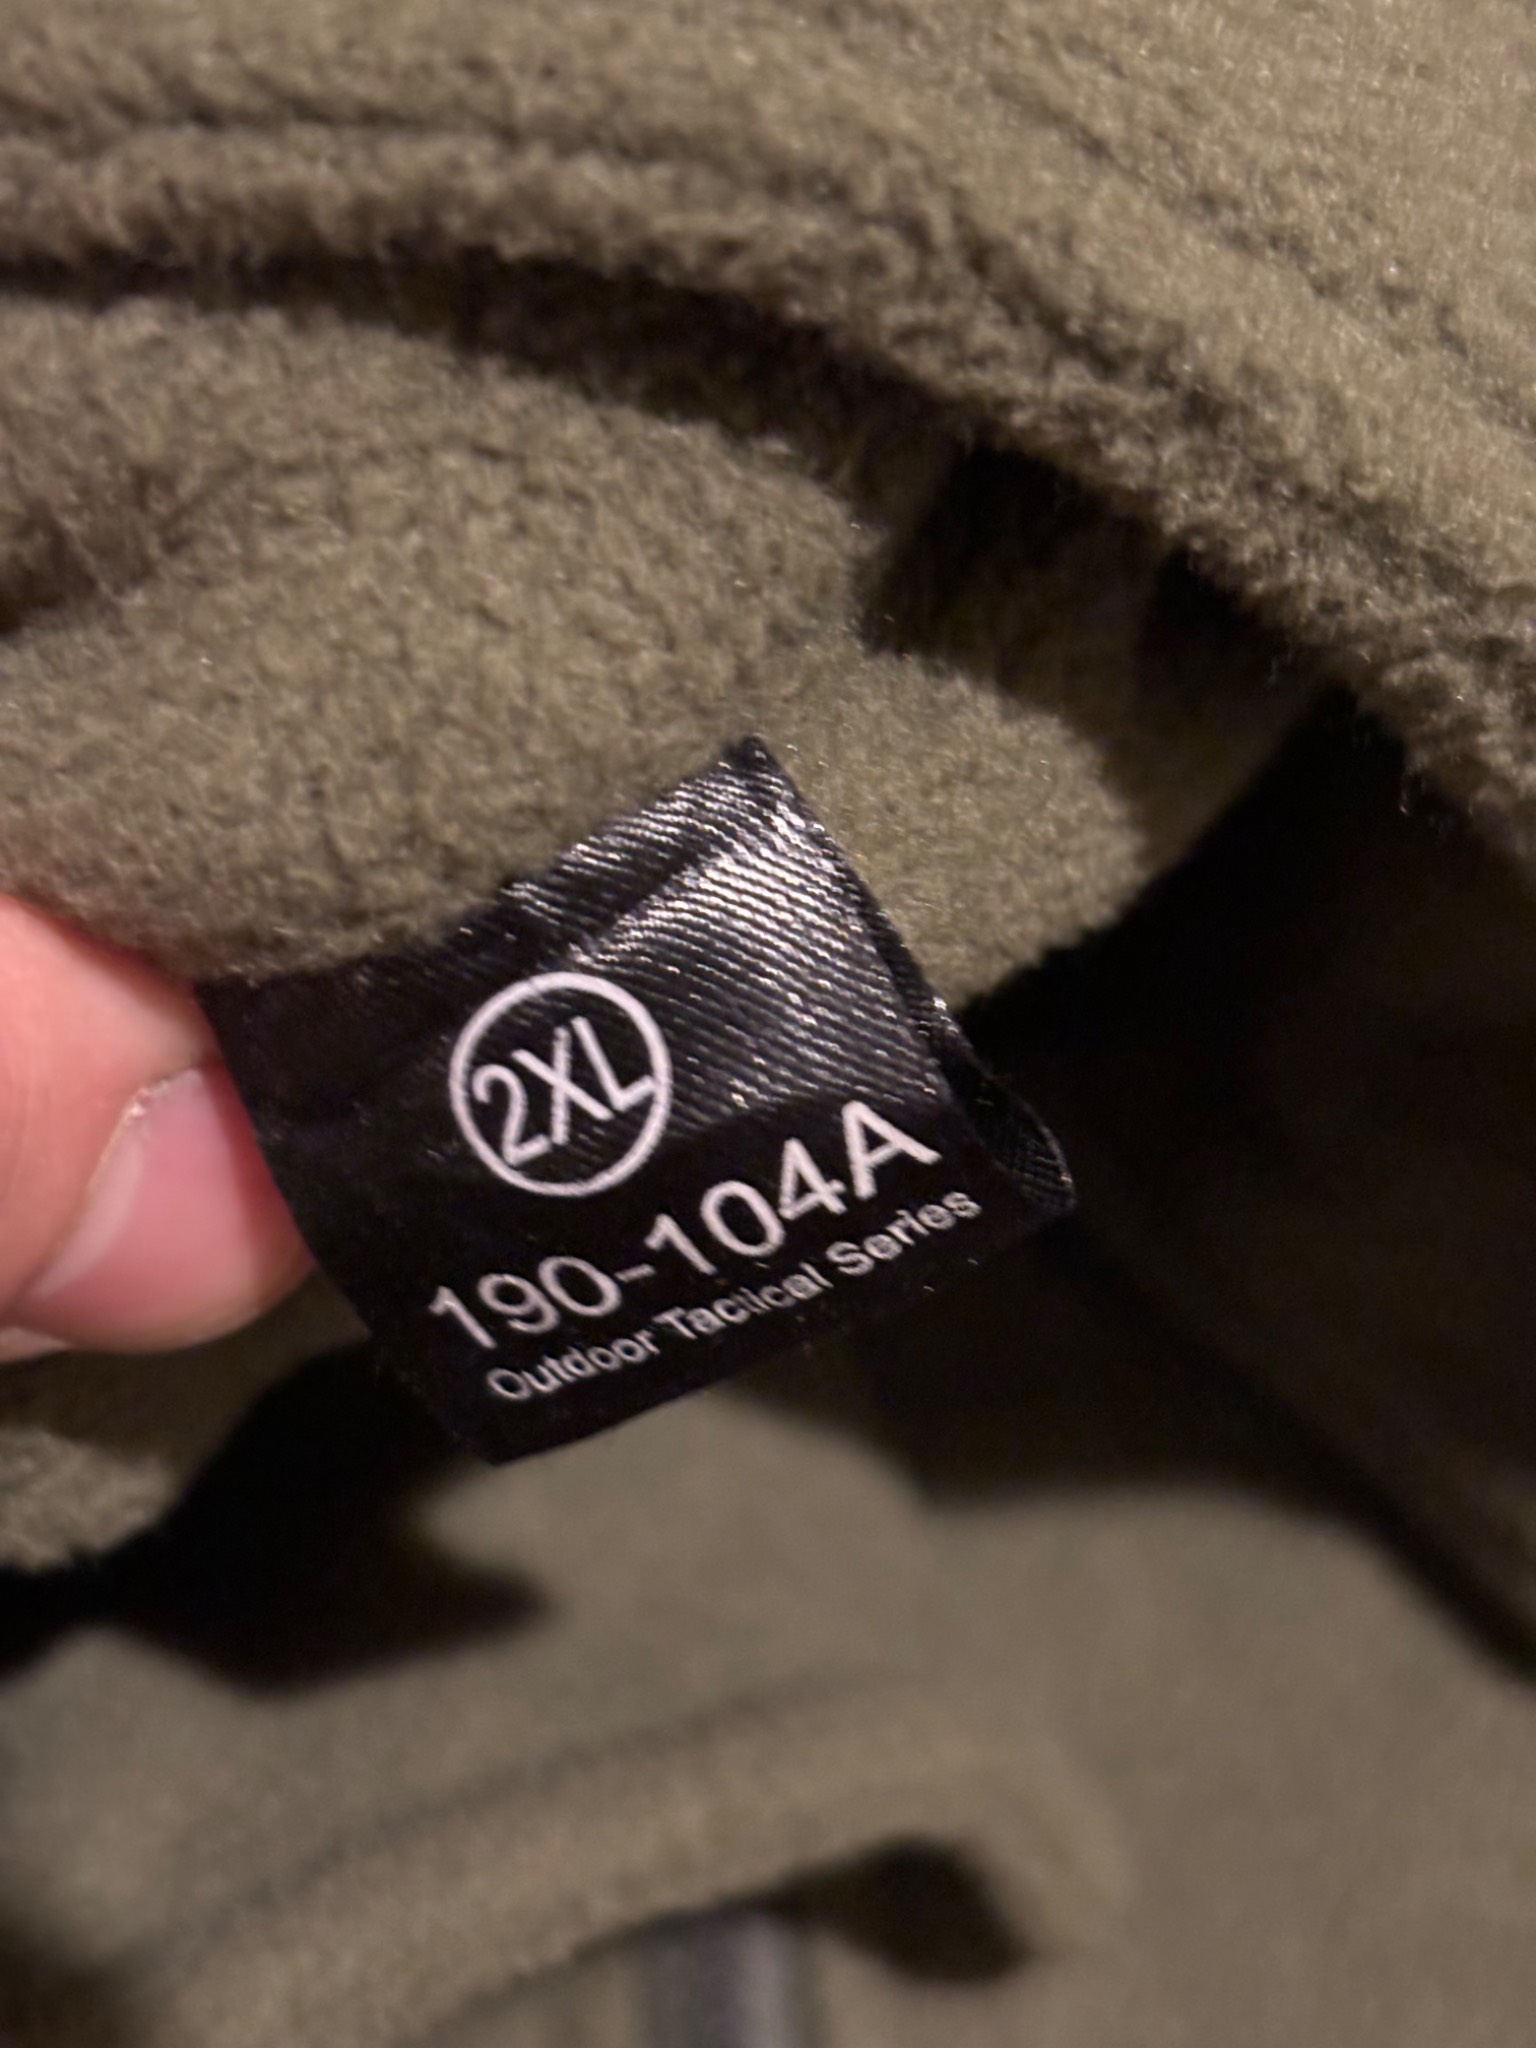 2XL
190-104A
Outdoor Tactical Series